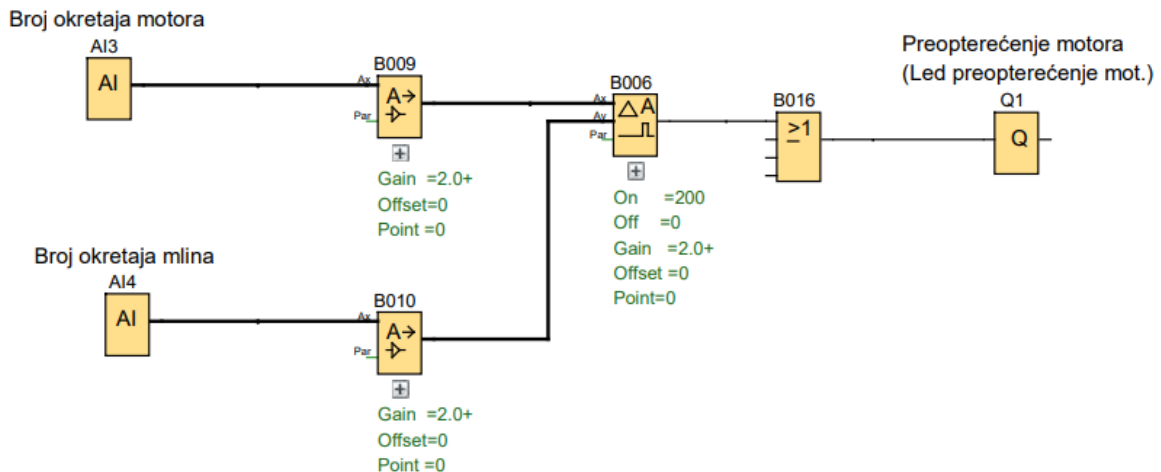 Broj okretaja motora
AI3
AI
B009
Ax
A→
Par
Gain =2.0+
Offset=0
Point =0
B006
Ax
Ay
Par
△A
On =200
Off =0
Gain =2.0+
Offset=0
Point=0
B016
≥1
Preopterećenje motora
(Led preopterećenje mot.)
Q1
Q
Broj okretaja mlina
AI4
AI
B010
Ax
A→
Par
Gain =2.0+
Offset=0
Point =0